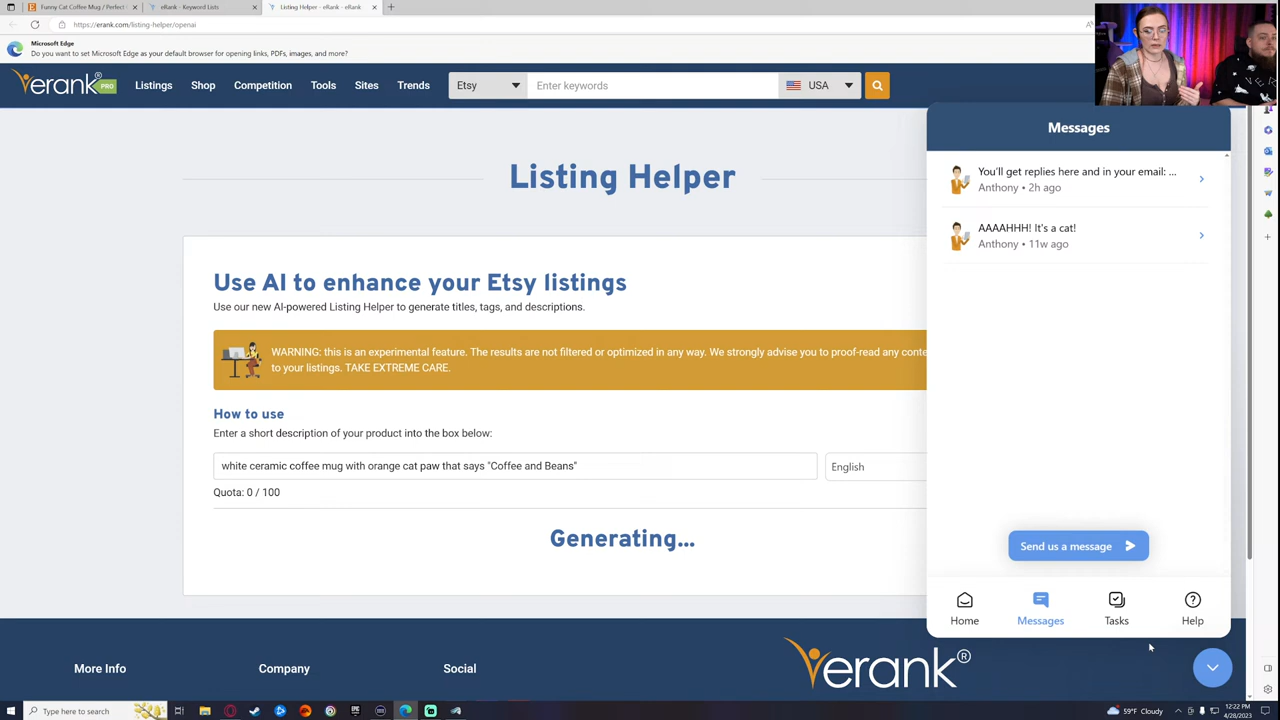 Funny Cat Coffee Mug / Perfect
eRank - Keyword Lists
Listing Helper - eRank - eRank
https://erank.com/listing-helper/openai
Microsoft Edge
Do you want to set Microsoft Edge as your default browser for opening links, PDFs, images, and more?
erank® PRO
Listings
Shop
Competition
Tools
Sites
Trends
Etsy
Enter keywords
USA
Listing Helper
Use AI to enhance your Etsy listings
Use our new AI-powered Listing Helper to generate titles, tags, and descriptions.
WARNING: this is an experimental feature. The results are not filtered or optimized in any way. We strongly advise you to proof-read any conte
to your listings. TAKE EXTREME CARE.
How to use
Enter a short description of your product into the box below:
white ceramic coffee mug with orange cat paw that says "Coffee and Beans"
English
Quota: 0 / 100
Generating...
Messages
You'll get replies here and in your email: ...
Anthony • 2h ago
AAAAHHH! It's a cat!
Anthony • 11w ago
Send us a message
Home
Messages
Tasks
Help
More Info
Company
Social
erank®
Type here to search
59°F Cloudy
12:22 PM
4/28/2023